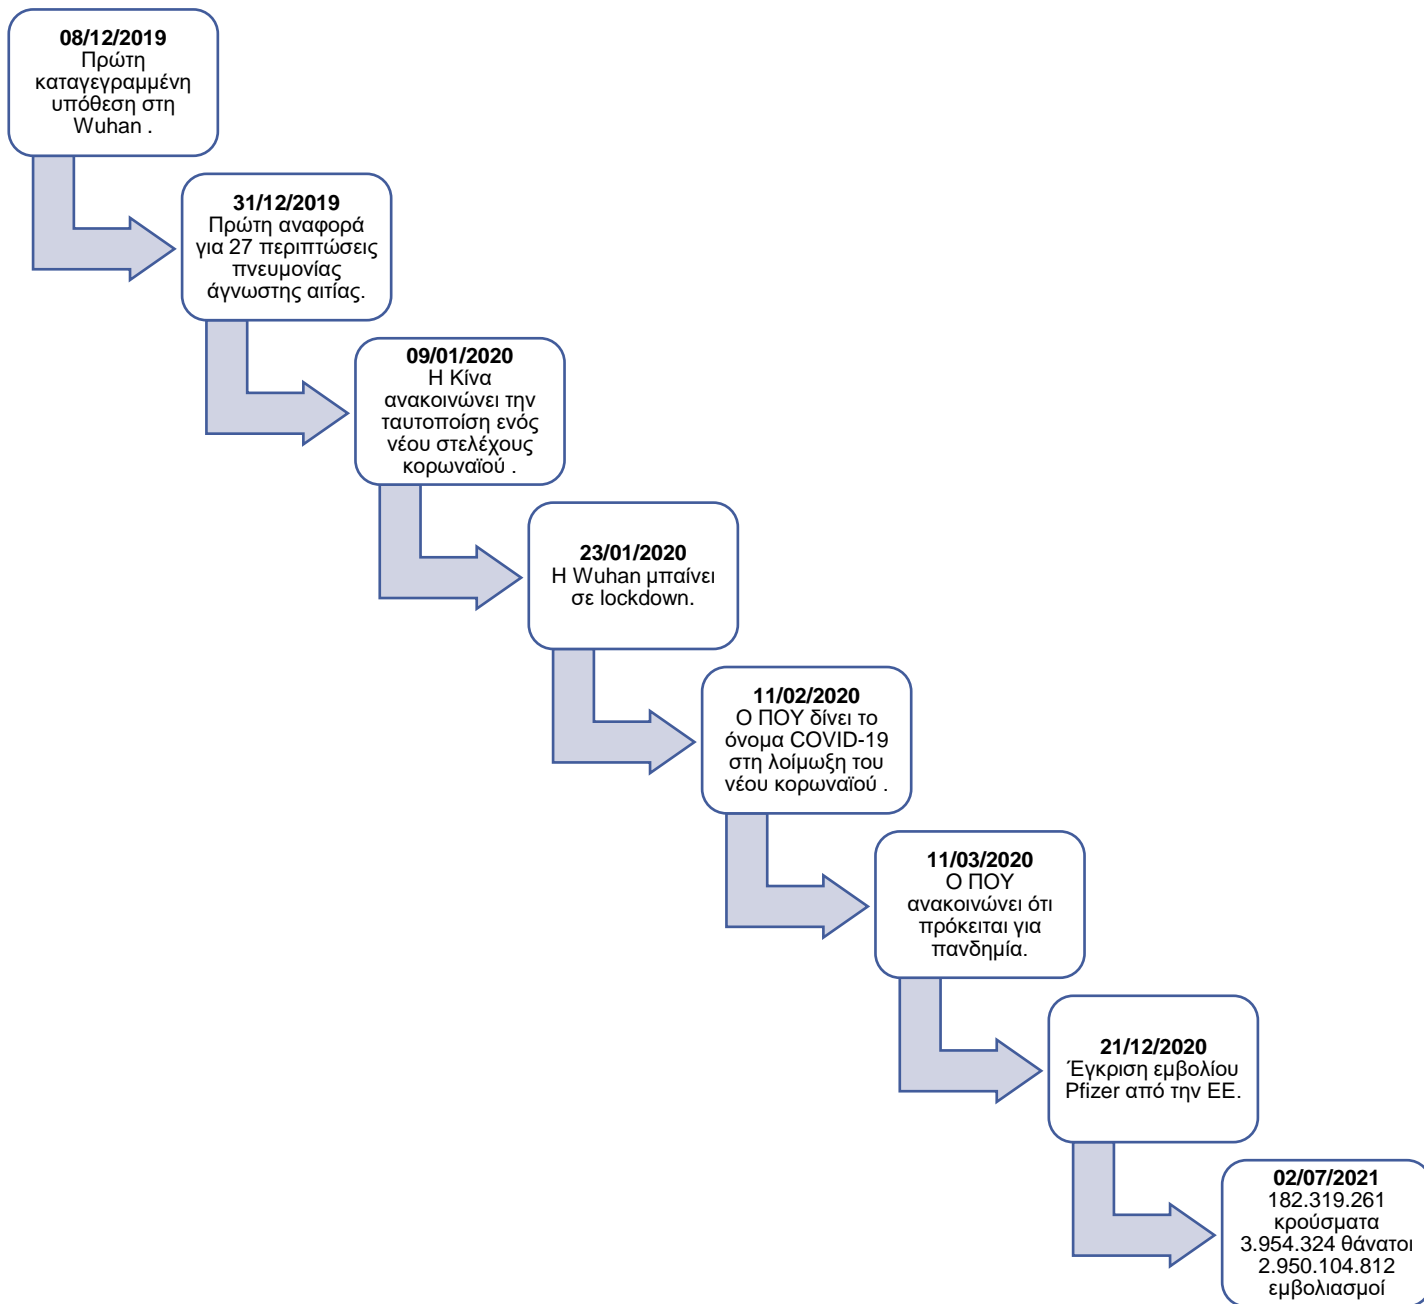 08/12/2019
Πρώτη
καταγεγραμμένη
υπόθεση στη
Wuhan .
31/12/2019
Πρώτη αναφορά
για 27 περιπτώσεις
πνευμονίας
άγνωστης αιτίας.
09/01/2020
Η Κίνα
ανακοινώνει την
ταυτοποίση ενός
νέου στελέχους
κορωναϊού .
23/01/2020
Η Wuhan μπαίνει
σε lockdown.
11/02/2020
Ο ΠΟΥ δίνει το
όνομα COVID-19
στη λοίμωξη του
νέου κορωναϊού .
11/03/2020
Ο ΠΟΥ
ανακοινώνει ότι
πρόκειται για
πανδημία.
21/12/2020
Έγκριση εμβολίου
Pfizer από την ΕΕ.
02/07/2021
182.319.261
κρούσματα
3.954.324 θάνατοι
2.950.104.812
εμβολιασμοί